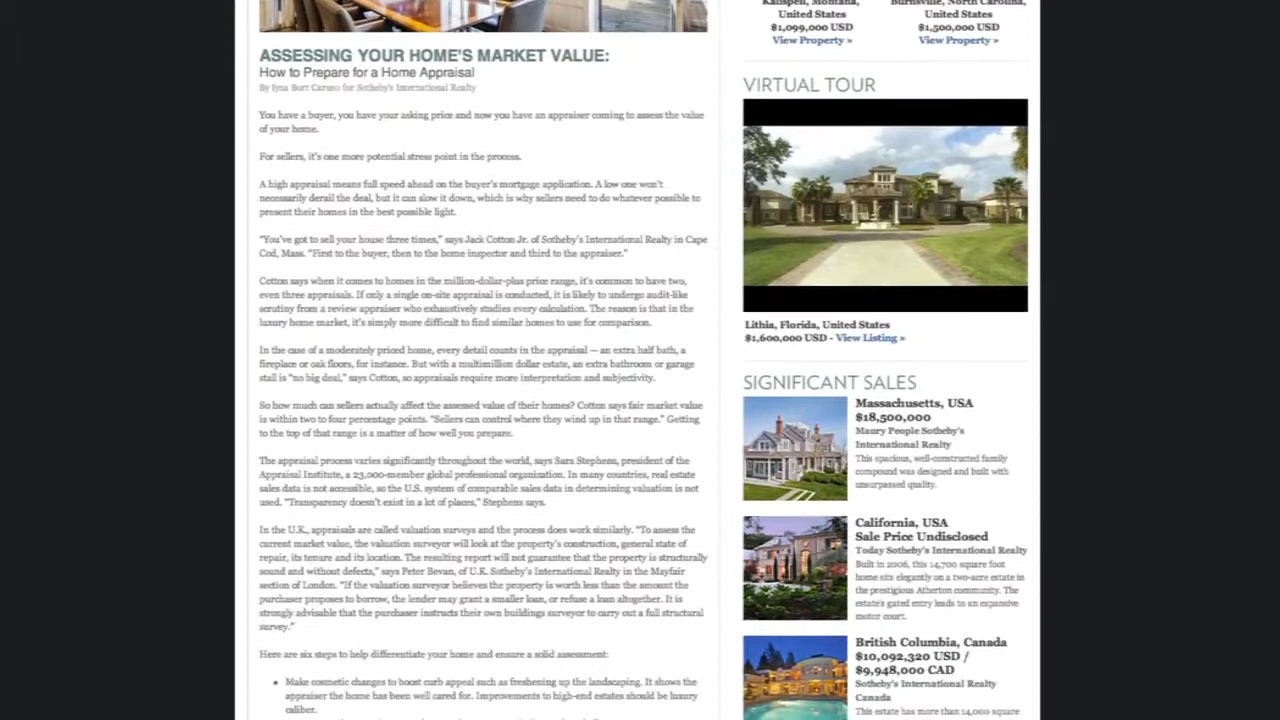 ASSESSING YOUR HOME'S MARKET VALUE:
How to Prepare for a Home Appraisal
By Iyna Bort Caruso for Sotheby's International Realty
You have a buyer, you have your asking price and now you have an appraiser coming to assess the value
of your home.
For sellers, it's one more potential stress point in the process.
A high appraisal means full speed ahead on the buyer's mortgage application. A low one won't
necessarily derail the deal, but it can slow it down, which is why sellers need to do whatever possible to
present their homes in the best possible light.
"You've got to sell your house three times," says Jack Cotton Jr. of Sotheby's International Realty in Cape
Cod, Mass. "First to the buyer, then to the home inspector and third to the appraiser."
Cotton says when it comes to homes in the million-dollar-plus price range, it's common to have two,
even three appraisals. If only a single on-site appraisal is conducted, it is likely to undergo audit-like
scrutiny from a review appraiser who exhaustively studies every calculation. The reason is that in the
luxury home market, it's simply more difficult to find similar homes to use for comparison.
In the case of a moderately priced home, every detail counts in the appraisal — an extra half bath, a
fireplace or oak floors, for instance. But with a multimillion dollar estate, an extra bathroom or garage
stall is "no big deal," says Cotton, so appraisals require more interpretation and subjectivity.
So how much can sellers actually affect the assessed value of their homes? Cotton says fair market value
is within two to four percentage points. "Sellers can control where they wind up in that range." Getting
to the top of that range is a matter of how well you prepare.
The appraisal process varies significantly throughout the world, says Sara Stephens, president of the
Appraisal Institute, a 23,000-member global professional organization. In many countries, real estate
sales data is not accessible, so the U.S. system of comparable sales data in determining valuation is not
used. "Transparency doesn't exist in a lot of places," Stephens says.
In the U.K., appraisals are called valuation surveys and the process does work similarly. "To assess the
current market value, the valuation surveyor will look at the property's construction, general state of
repair, its tenure and its location. The resulting report will not guarantee that the property is structurally
sound and without defects," says Peter Bevan, of U.K. Sotheby's International Realty in the Mayfair
section of London. "If the valuation surveyor believes the property is worth less than the amount the
purchaser proposes to borrow, the lender may grant a smaller loan, or refuse a loan altogether. It is
strongly advisable that the purchaser instructs their own buildings surveyor to carry out a full structural
survey."
Here are six steps to help differentiate your home and ensure a solid assessment:
• Make cosmetic changes to boost curb appeal such as freshening up the landscaping. It shows the
appraiser the home has been well cared for. Improvements to high-end estates should be luxury
caliber.
Kalispell, Montana,
United States
$1,099,000 USD
View Property »
Burnsville, North Carolina,
United States
$1,500,000 USD
View Property »
VIRTUAL TOUR
Lithia, Florida, United States
$1,600,000 USD - View Listing »
SIGNIFICANT SALES
Massachusetts, USA
$18,500,000
Maury People Sotheby's
International Realty
This spacious, well-constructed family
compound was designed and built with
unsurpassed quality.
California, USA
Sale Price Undisclosed
Today Sotheby's International Realty
Built in 2006, this 14,700 square foot
home sits elegantly on a two-acre estate in
the prestigious Atherton community. The
estate's gated entry leads to an expansive
motor court.
British Columbia, Canada
$10,092,320 USD /
$9,948,000 CAD
Sotheby's International Realty
Canada
This estate has more than 14,000 square